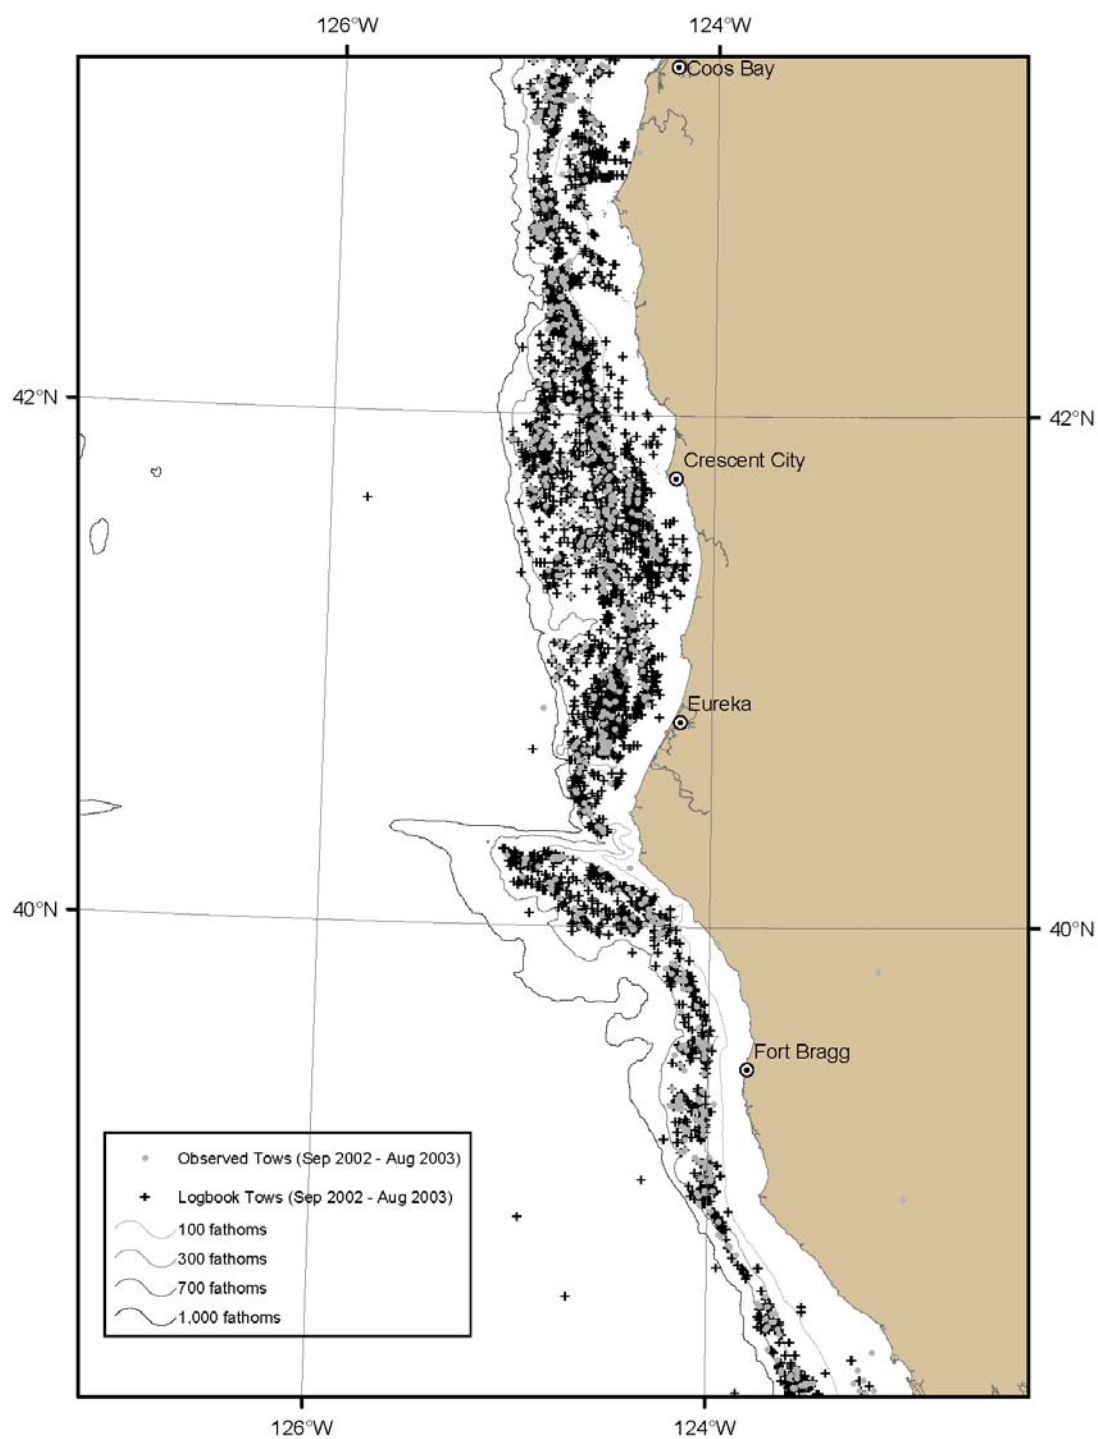 126°W 124°W
Coos Bay
42°N 42°N
Crescent City
Eureka
40°N 40°N
Fort Bragg
Observed Tows (Sep 2002 - Aug 2003)
Logbook Tows (Sep 2002 - Aug 2003)
100 fathoms
300 fathoms
700 fathoms
1,000 fathoms
126°W 124°W